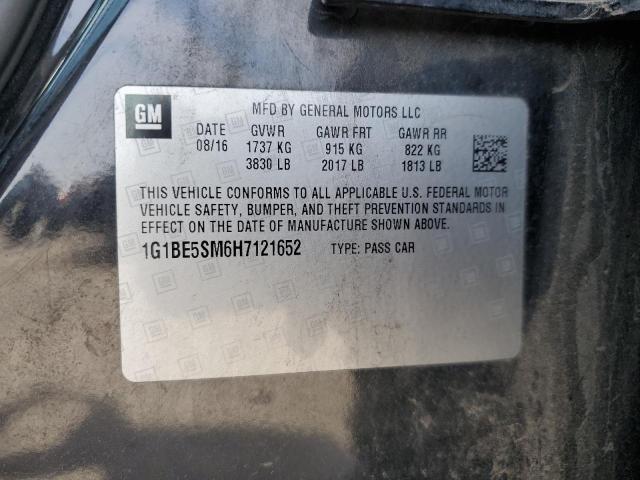 GM
MFD BY GENERAL MOTORS LLC
DATE GVWR GAWR FRT GAWR RR
08/16 1737 KG 915 KG 822 KG
3830 LB 2017 LB 1813 LB
THIS VEHICLE CONFORMS TO ALL APPLICABLE U.S. FEDERAL MOTOR
VEHICLE SAFETY, BUMPER, AND THEFT PREVENTION STANDARDS IN
EFFECT ON THE DATE OF MANUFACTURE SHOWN ABOVE.
1G1BE5SM6H7121652 TYPE: PASS CAR